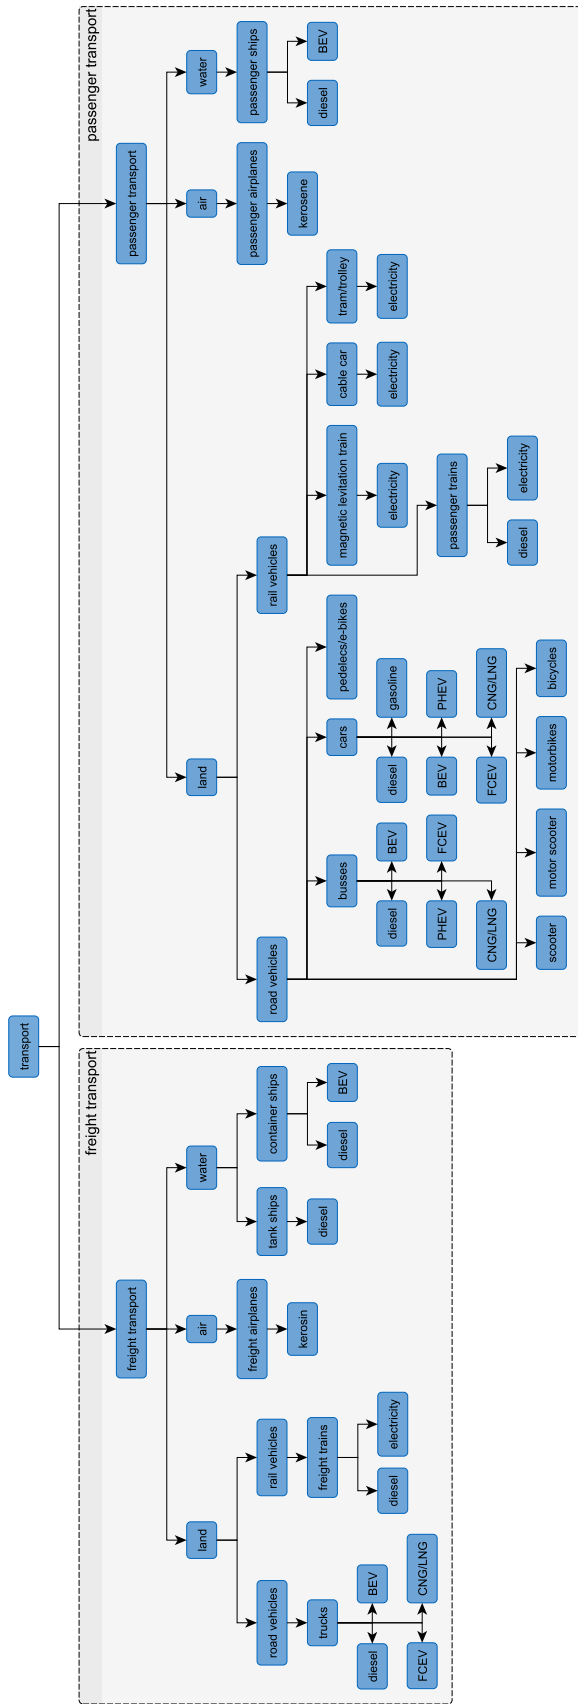 transport
freight transport
freight transport
land
air
water
road vehicles
rail vehicles
freight airplanes
tank ships
container ships
trucks
freight trains
kerosin
diesel
diesel
BEV
diesel
BEV
diesel
electricity
FCEV
CNG/LNG
passenger transport
passenger transport
land
air
water
road vehicles
rail vehicles
passenger airplanes
passenger ships
busses
cars
pedelecs/e-bikes
magnetic levitation train
cable car
tram/trolley
kerosene
diesel
BEV
diesel
BEV
diesel
gasoline
electricity
electricity
electricity
PHEV
FCEV
BEV
PHEV
passenger trains
CNG/LNG
FCEV
CNG/LNG
diesel
electricity
scooter
motor scooter
motorbikes
bicycles